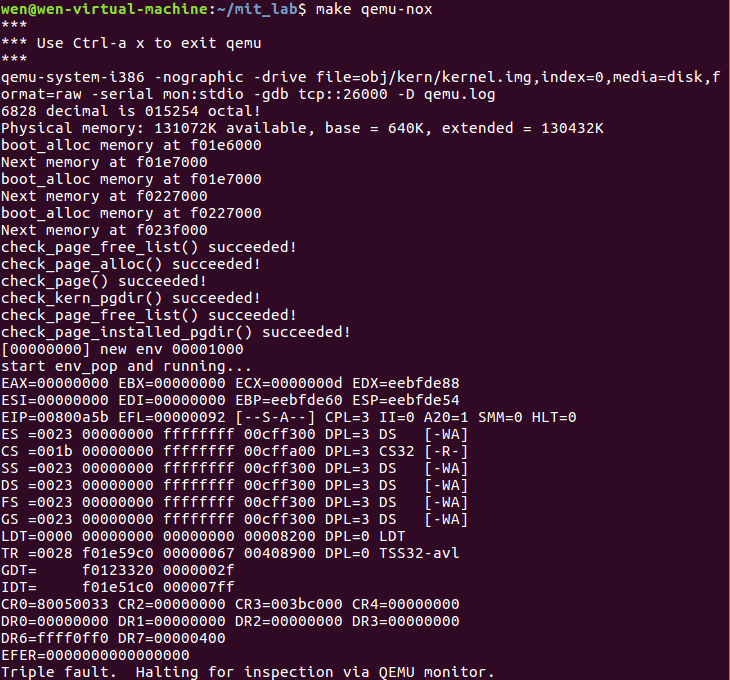 wen@wen-virtual-machine:~/mit_lab$ make qemu-nox
***
*** Use Ctrl-a x to exit qemu
***
qemu-system-i386 -nographic -drive file=obj/kern/kernel.img,index=0,media=disk,f
ormat=raw -serial mon:stdio -gdb tcp::26000 -D qemu.log
6828 decimal is 015254 octal!
Physical memory: 131072K available, base = 640K, extended = 130432K
boot_alloc memory at f01e6000
Next memory at f01e7000
boot_alloc memory at f01e7000
Next memory at f0227000
boot_alloc memory at f0227000
Next memory at f023f000
check_page_free_list() succeeded!
check_page_alloc() succeeded!
check_page() succeeded!
check_kern_pgdir() succeeded!
check_page_free_list() succeeded!
check_page_installed_pgdir() succeeded!
[00000000] new env 00001000
start env_pop and running...
EAX=00000000 EBX=00000000 ECX=0000000d EDX=eebfde88
ESI=00000000 EDI=00000000 EBP=eebfde60 ESP=eebfde54
EIP=00800a5b EFL=00000092 [--S-A--] CPL=3 II=0 A20=1 SMM=0 HLT=0
ES =0023 00000000 ffffffff 00cff300 DPL=3 DS   [-WA]
CS =001b 00000000 ffffffff 00cffa00 DPL=3 CS32 [-R-]
SS =0023 00000000 ffffffff 00cff300 DPL=3 DS   [-WA]
DS =0023 00000000 ffffffff 00cff300 DPL=3 DS   [-WA]
FS =0023 00000000 ffffffff 00cff300 DPL=3 DS   [-WA]
GS =0023 00000000 ffffffff 00cff300 DPL=3 DS   [-WA]
LDT=0000 00000000 00000000 00008200 DPL=0 LDT
TR =0028 f01e59c0 00000067 00408900 DPL=0 TSS32-avl
GDT=     f0123320 0000002f
IDT=     f01e51c0 000007ff
CR0=80050033 CR2=00000000 CR3=003bc000 CR4=00000000
DR0=00000000 DR1=00000000 DR2=00000000 DR3=00000000
DR6=ffff0ff0 DR7=00000400
EFER=0000000000000000
Triple fault.  Halting for inspection via QEMU monitor.